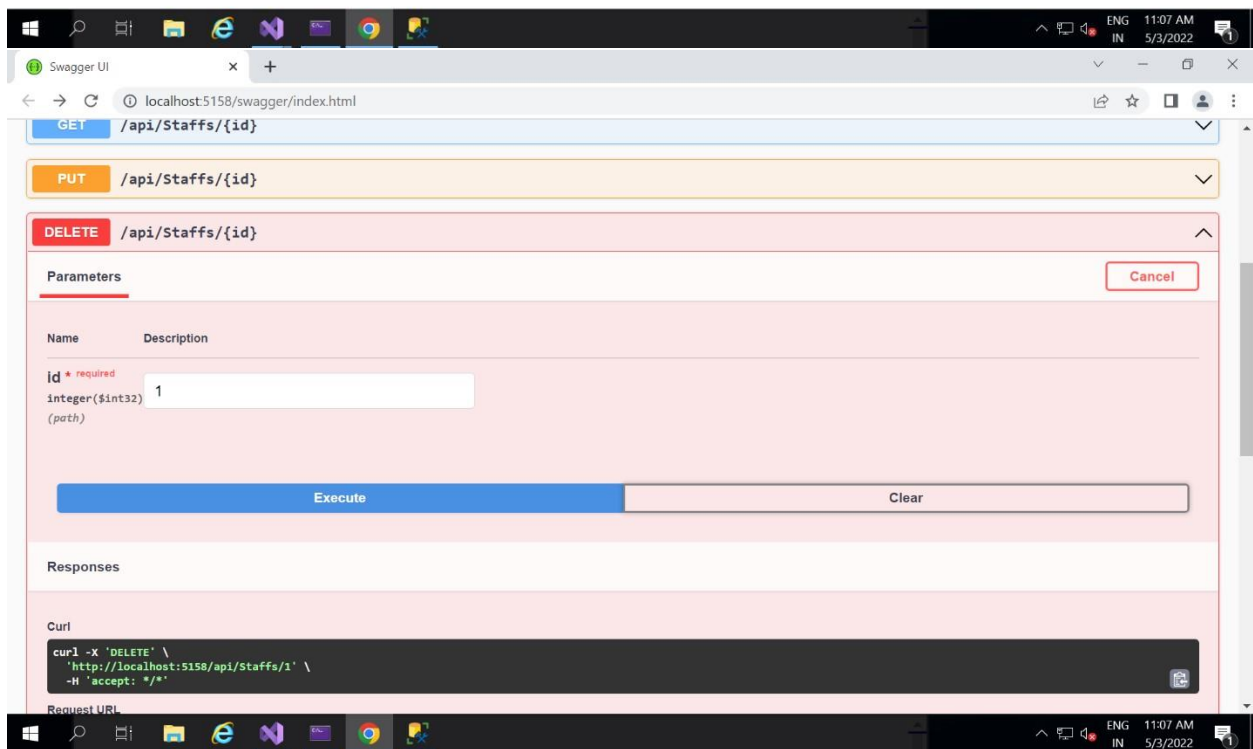 ENG 11:07 AM
IN 5/3/2022
1
Swagger UI
localhost:5158/swagger/index.html
GET /api/Staffs/{id}
PUT /api/Staffs/{id}
DELETE /api/Staffs/{id}
Parameters Cancel
Name Description
id * required
integer($int32) 1
(path)
Execute Clear
Responses
Curl
curl -X 'DELETE' \
'http://localhost:5158/api/Staffs/1' \
-H 'accept: */*'
Request URL
ENG 11:07 AM
IN 5/3/2022
1